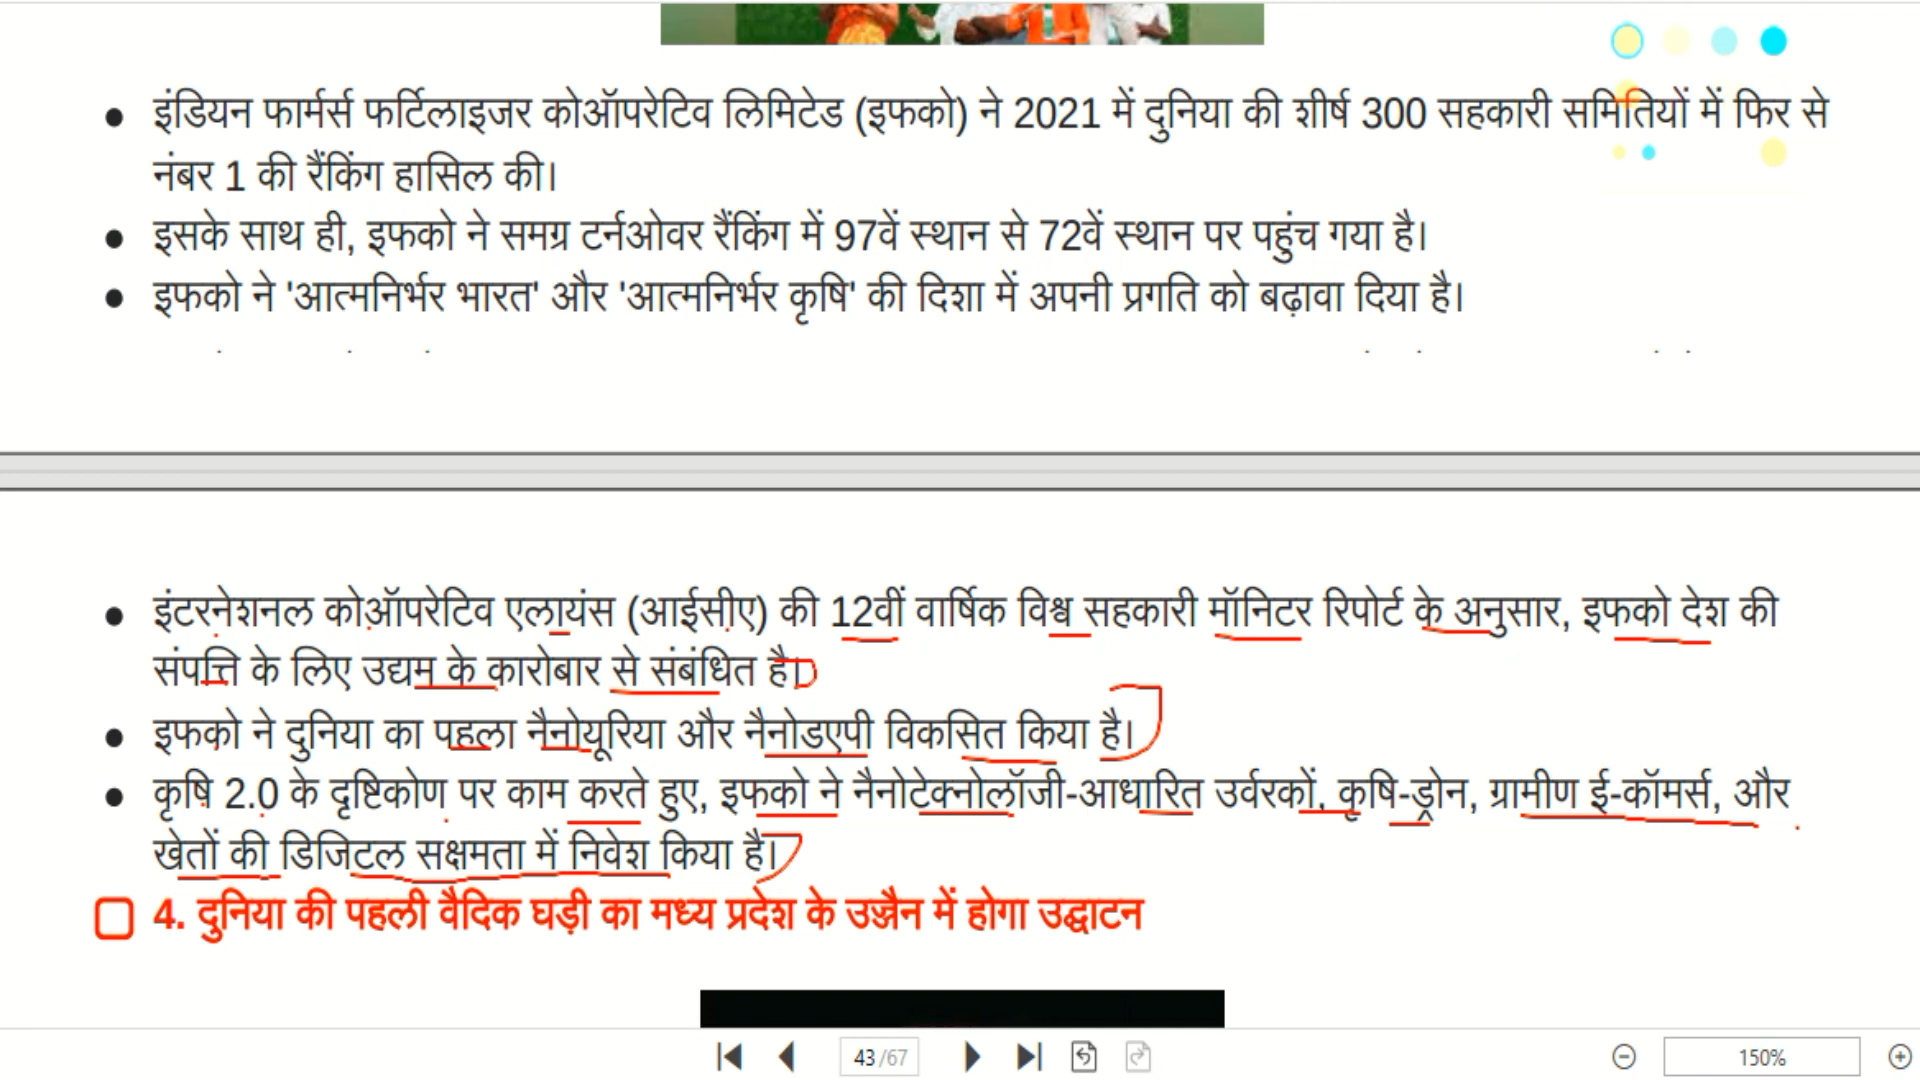 इंडियन फार्मर्स फर्टिलाइजर कोऑपरेटिव लिमिटेड (इफको) ने 2021 में दुनिया की शीर्ष 300 सहकारी समितियों में फिर से
नंबर 1 की रैंकिंग हासिल की।
इसके साथ ही, इफको ने समग्र टर्नओवर रैंकिंग में 97वें स्थान से 72वें स्थान पर पहुंच गया है।
इफको ने 'आत्मनिर्भर भारत' और 'आत्मनिर्भर कृषि' की दिशा में अपनी प्रगति को बढ़ावा दिया है।
इंटरनेशनल कोऑपरेटिव एलायंस (आईसीए) की 12वीं वार्षिक विश्व सहकारी मॉनिटर रिपोर्ट के अनुसार, इफको देश की
संपत्ति के लिए उद्यम के कारोबार से संबंधित है।
इफको ने दुनिया का पहला नैनोयूरिया और नैनोडएपी विकसित किया है।
कृषि 2.0 के दृष्टिकोण पर काम करते हुए, इफको ने नैनोटेक्नोलॉजी-आधारित उर्वरकों, कृषि-ड्रोन, ग्रामीण ई-कॉमर्स, और
खेतों की डिजिटल सक्षमता में निवेश किया है।
4. दुनिया की पहली वैदिक घड़ी का मध्य प्रदेश के उज्जैन में होगा उद्घाटन
43 /67
150%